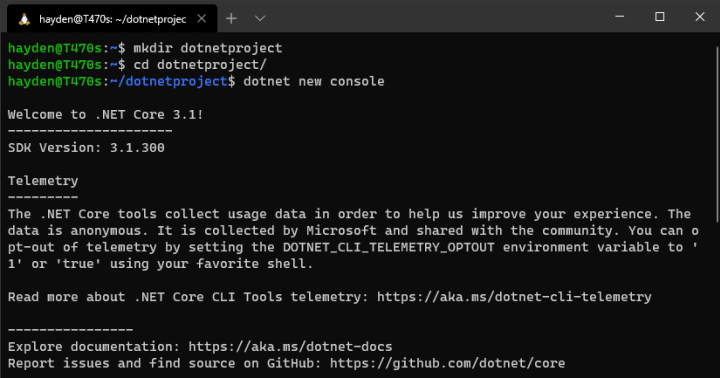 hayden@T470s: ~/dotnetprojec
hayden@T470s:~$ mkdir dotnetproject
hayden@T470s:~$ cd dotnetproject/
hayden@T470s:~/dotnetproject$ dotnet new console
Welcome to .NET Core 3.1!
---------------------
SDK Version: 3.1.300
Telemetry
---------
The .NET Core tools collect usage data in order to help us improve your experience. The
data is anonymous. It is collected by Microsoft and shared with the community. You can o
pt-out of telemetry by setting the DOTNET_CLI_TELEMETRY_OPTOUT environment variable to '
1' or 'true' using your favorite shell.
Read more about .NET Core CLI Tools telemetry: https://aka.ms/dotnet-cli-telemetry
----------------
Explore documentation: https://aka.ms/dotnet-docs
Report issues and find source on GitHub: https://github.com/dotnet/core